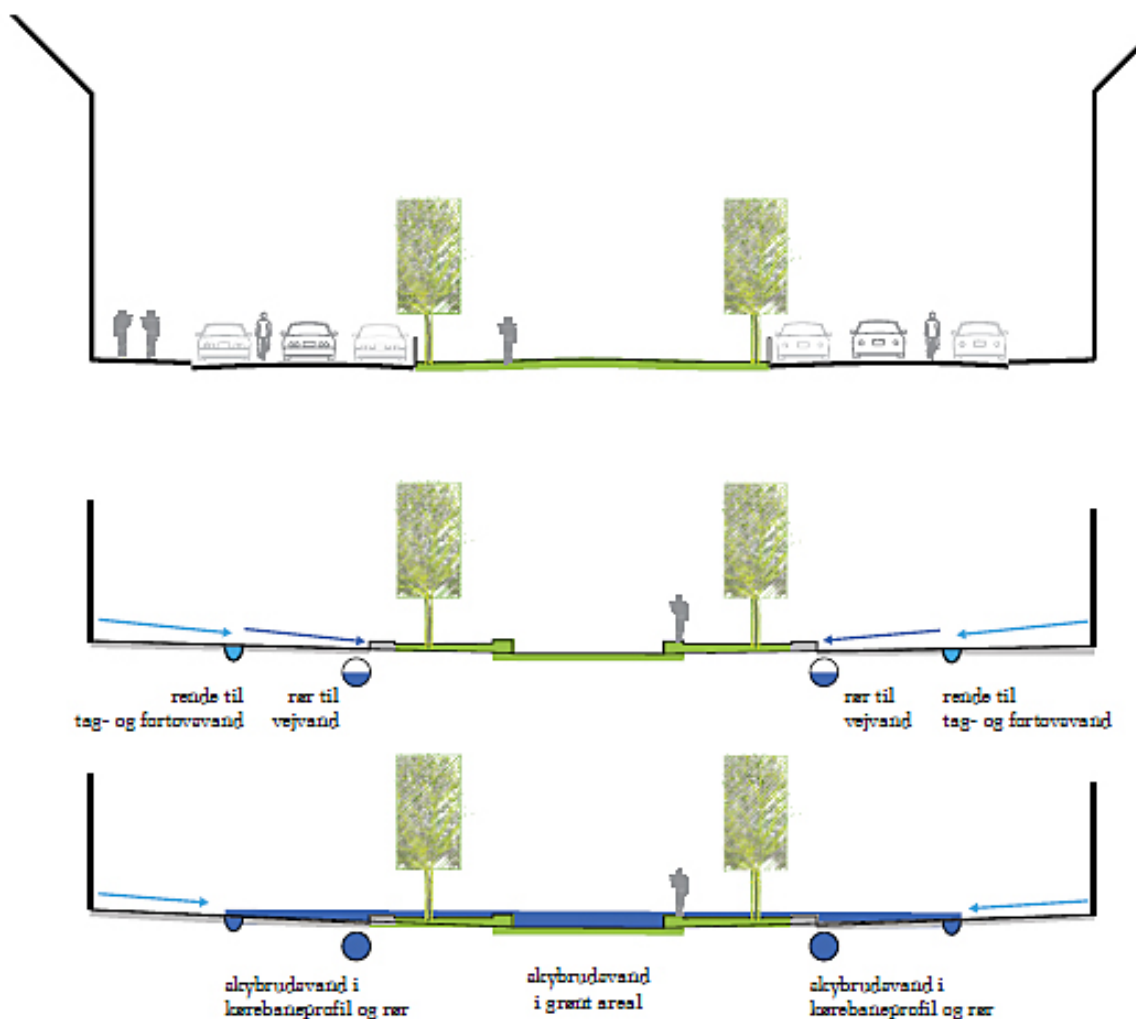 rende til
tag- og fortovsvand
rør til
vejvand
rør til
vejvand
rende til
tag- og fortovsvand
skybrudsvand i
kørebaneprofil og rør
skybrudsvand
i grønt areal
skybrudsvand i
kørebaneprofil og rør